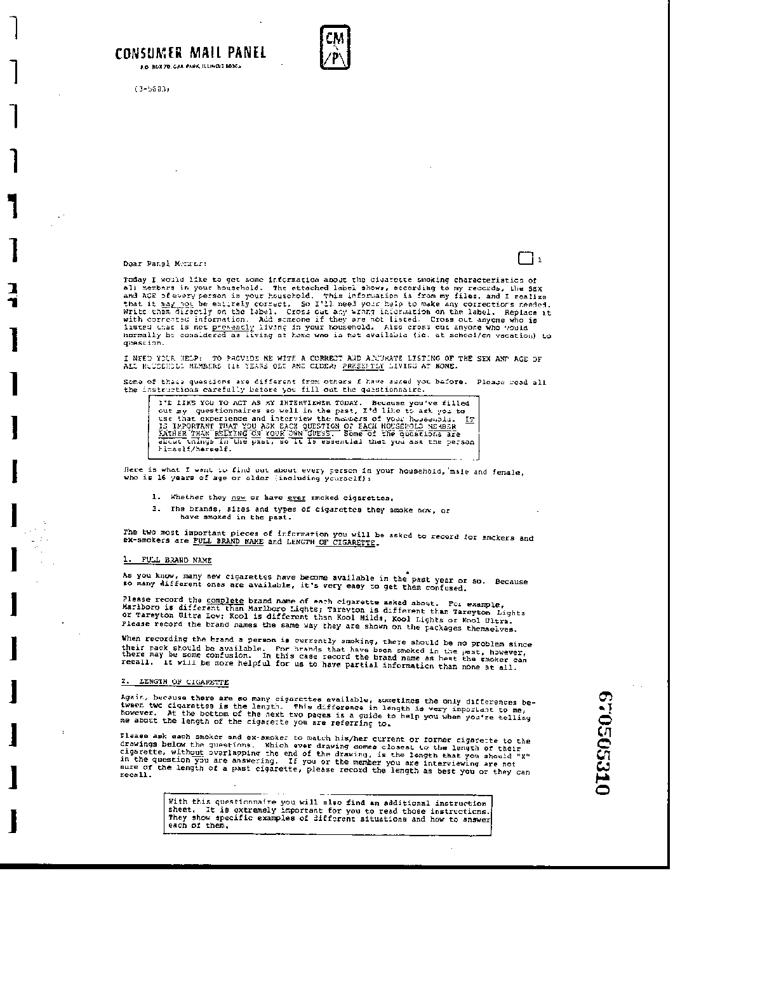 CM
/P\
CONSUMER MAIL PANEL
P.O. BOX 70, OAK PARK, ILLINOIS
1
Dear Panel Member:
Today I would like to get some information about the cigarette smoking characteristics of
all members in your household. The attached label shows, according to my records, the SEX
and AGE of every person in your household. This information is from my files, and I realize
that it may not be entirely correct. So I'll need your help to make any corrections needed.
Write them directly on the label. Cross out any wrong information on the label. Replace it
with corrected information. Add someone if they are not listed. Cross out anyone who is
listed that is not presently living in your household. Also cross out anyone who would
normally be considered as living at home who is not available (ie. at school/on vacation) to
question.
I NEED YOUR HELP: TO PROVIDE ME WITH A CORRECT AND ACCURATE LISTING OF THE SEX AND AGE OF
ALL HOUSEHOLD MEMBERS (16 YEARS OLD AND OLDER) PRESENTLY LIVING AT HOME.
Some of these questions are different from others I have asked you before. Please read all
the instructions carefully before you fill out the questionnaire.
I'D LIKE YOU TO ACT AS MY INTERVIEWER TODAY. Because you've filled
out my questionnaires so well in the past, I'd like to ask you to
use that experience and interview the members of your household. IT
IS IMPORTANT THAT YOU ASK EACH QUESTION OF EACH HOUSEHOLD MEMBER
RATHER THAN RELYING ON YOUR OWN GUESS. Some of the questions are
about things in the past, so it is essential that you ask the person
himself/herself.
Here is what I want to find out about every person in your household, male and female,
who is 16 years of age or older (including yourself):
1. Whether they now or have ever smoked cigarettes.
2. The brands, sizes and types of cigarettes they smoke now, or
have smoked in the past.
The two most important pieces of information you will be asked to record for smokers and
ex-smokers are FULL BRAND NAME and LENGTH OF CIGARETTE.
1. FULL BRAND NAME
As you know, many new cigarettes have become available in the past year or so. Because
so many different ones are available, it's very easy to get them confused.
Please record the complete brand name of each cigarette asked about. For example,
Marlboro is different than Marlboro Lights; Tareyton is different than Tareyton Lights
or Tareyton Ultra Low; Kool is different than Kool Milds, Kool Lights or Kool Ultra.
Please record the brand names the same way they are shown on the packages themselves.
When recording the brand a person is currently smoking, there should be no problem since
their pack should be available. For brands that have been smoked in the past, however,
there may be some confusion. In this case record the brand name as best the smoker can
recall. It will be more helpful for us to have partial information than none at all.
2. LENGTH OF CIGARETTE
Again, because there are so many cigarettes available, sometimes the only differences be-
tween two cigarettes is the length. This difference in length is very important to me,
however. At the bottom of the next two pages is a guide to help you when you're telling
me about the length of the cigarette you are referring to.
Please ask each smoker and ex-smoker to match his/her current or former cigarette to the
drawings below the questions. Which ever drawing comes closest to the length of their
cigarette, without overlapping the end of the drawing, is the length that you should "X"
in the question you are answering. If you or the member you are interviewing are not
sure of the length of a past cigarette, please record the length as best you or they can
recall.
With this questionnaire you will also find an additional instruction
sheet. It is extremely important for you to read those instructions.
They show specific examples of different situations and how to answer
each of them.
670365310